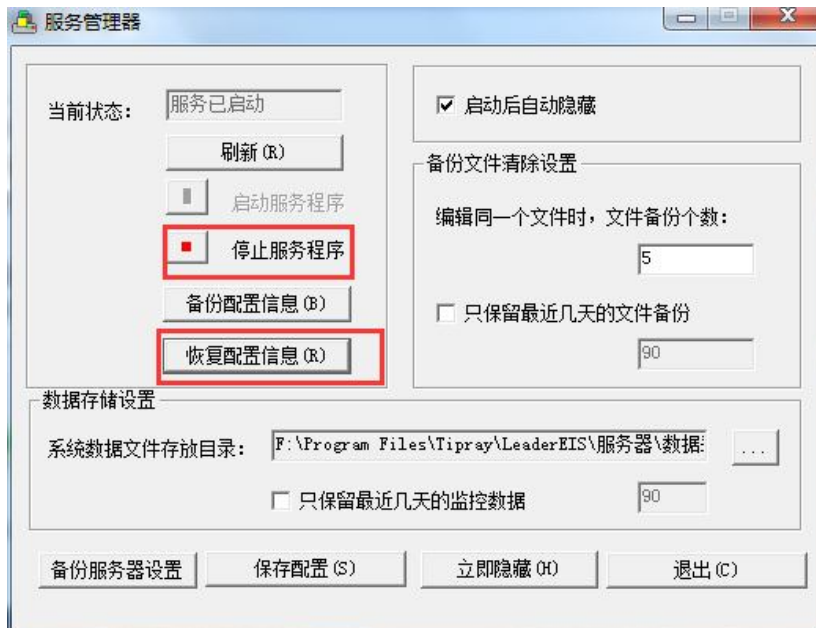 服务管理器
当前状态：
服务已启动
刷新(R)
启动服务程序
停止服务程序
备份配置信息(B)
恢复配置信息(R)
启动后自动隐藏
备份文件清除设置
编辑同一个文件时，文件备份个数：
5
只保留最近几天的文件备份
90
数据存储设置
系统数据文件存放目录：
F:\Program Files\Tipray\LeaderEIS\服务器\数据
...
只保留最近几天的监控数据
90
备份服务器设置
保存配置(S)
立即隐藏(H)
退出(C)